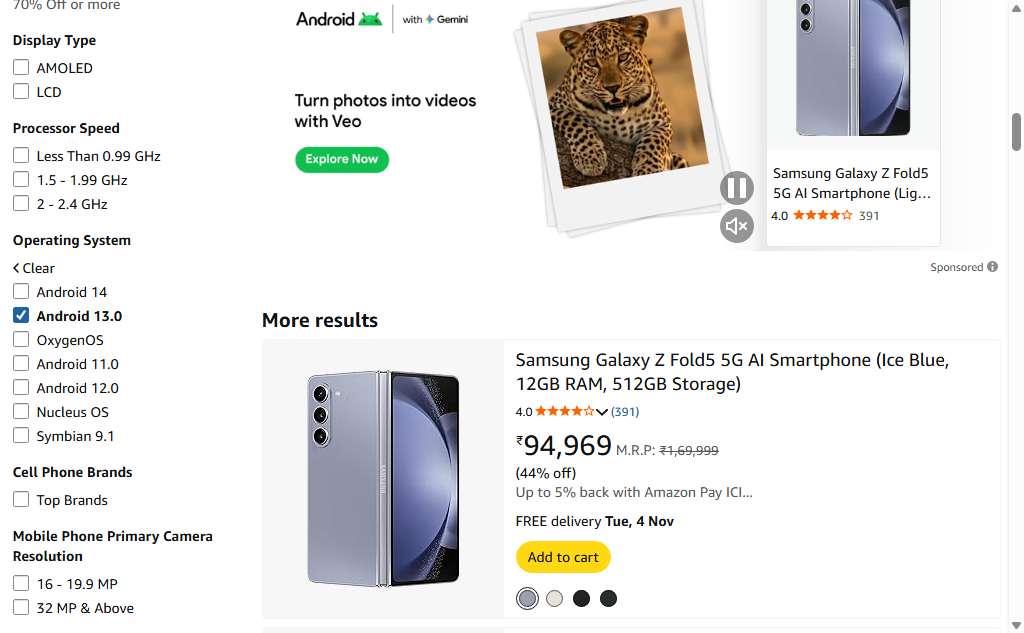 70% Off or more
Display Type
AMOLED
LCD
Processor Speed
Less Than 0.99 GHz
1.5 - 1.99 GHz
2 - 2.4 GHz
Operating System
Clear
Android 14
Android 13.0
OxygenOS
Android 11.0
Android 12.0
Nucleus OS
Symbian 9.1
Cell Phone Brands
Top Brands
Mobile Phone Primary Camera
Resolution
16 - 19.9 MP
32 MP & Above
Android
with Gemini
Turn photos into videos
with Veo
Explore Now
Samsung Galaxy Z Fold5
5G AI Smartphone (Lig...
4.0 391
Sponsored
More results
SAMSUNG
Samsung Galaxy Z Fold5 5G AI Smartphone (Ice Blue,
12GB RAM, 512GB Storage)
4.0 (391)
₹94,969 M.R.P: ₹1,69,999
(44% off)
Up to 5% back with Amazon Pay ICI...
FREE delivery Tue, 4 Nov
Add to cart